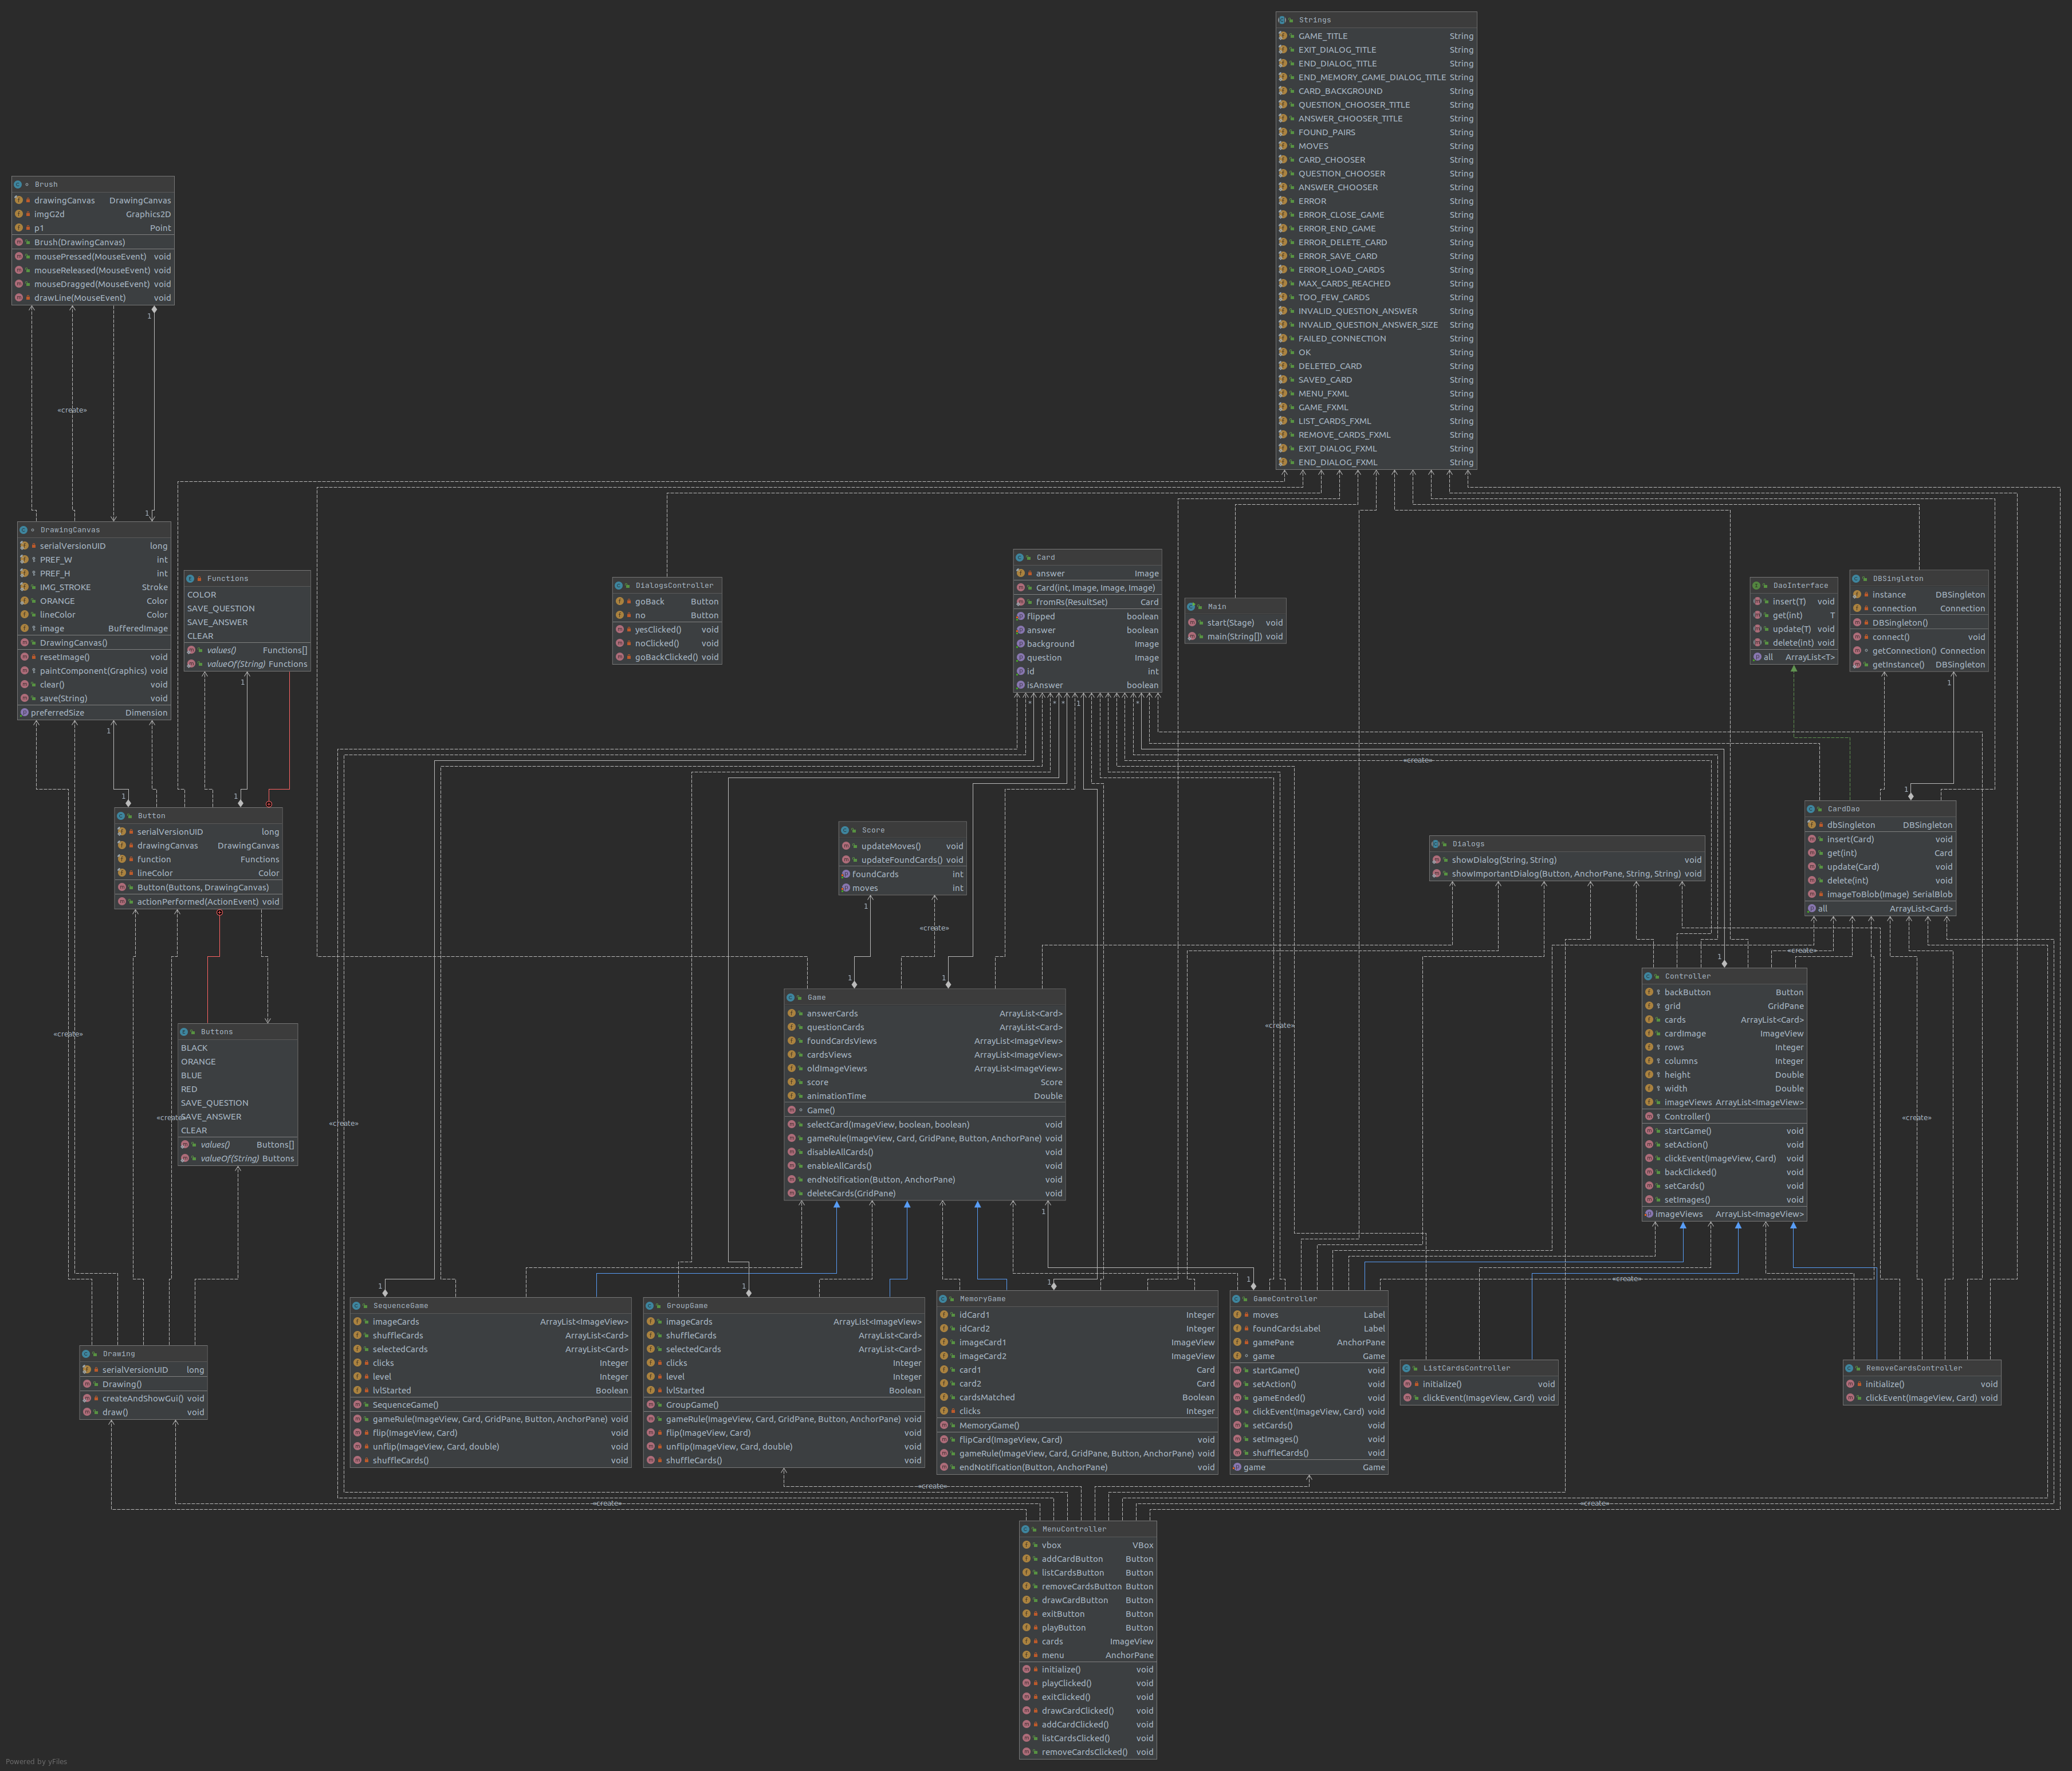 Strings
GAME_TITLE String
EXIT_DIALOG_TITLE String
END_DIALOG_TITLE String
END_MEMORY_GAME_DIALOG_TITLE String
CARD_BACKGROUND String
QUESTION_CHOOSER_TITLE String
ANSWER_CHOOSER_TITLE String
FOUND_PAIRS String
MOVES String
CARD_CHOOSER String
QUESTION_CHOOSER String
ANSWER_CHOOSER String
ERROR String
ERROR_CLOSE_GAME String
ERROR_END_GAME String
ERROR_DELETE_CARD String
ERROR_SAVE_CARD String
ERROR_LOAD_CARDS String
MAX_CARDS_REACHED String
TOO_FEW_CARDS String
INVALID_QUESTION_ANSWER String
INVALID_QUESTION_ANSWER_SIZE String
FAILED_CONNECTION String
OK String
DELETED_CARD String
SAVED_CARD String
MENU_FXML String
GAME_FXML String
LIST_CARDS_FXML String
REMOVE_CARDS_FXML String
EXIT_DIALOG_FXML String
END_DIALOG_FXML String
Brush
drawingCanvas DrawingCanvas
imgG2d Graphics2D
p1 Point
Brush(DrawingCanvas)
mousePressed(MouseEvent) void
mouseReleased(MouseEvent) void
mouseDragged(MouseEvent) void
drawLine(MouseEvent) void
1
«create»
1
DrawingCanvas
serialVersionUID long
PREF_W int
PREF_H int
IMG_STROKE Stroke
ORANGE Color
lineColor Color
image BufferedImage
DrawingCanvas()
resetImage() void
paintComponent(Graphics) void
clear() void
save(String) void
preferredSize Dimension
Functions
COLOR
SAVE_QUESTION
SAVE_ANSWER
CLEAR
values() Functions[]
valueOf(String) Functions
DialogsController
goBack Button
no Button
yesClicked() void
noClicked() void
goBackClicked() void
Card
answer Image
Card(int, Image, Image, Image)
fromRs(ResultSet) Card
flipped boolean
answer boolean
background Image
question Image
id int
isAnswer boolean
Main
start(Stage) void
main(String[]) void
DaoInterface
insert(T) void
get(int) T
update(T) void
delete(int) void
all ArrayList<T>
DBSingleton
instance DBSingleton
connection Connection
DBSingleton()
connect() void
getConnection() Connection
getInstance() DBSingleton
1
1
* * * 1 *
1
«create»
1
1
1
Button
serialVersionUID long
drawingCanvas DrawingCanvas
function Functions
lineColor Color
Button(Buttons, DrawingCanvas)
actionPerformed(ActionEvent) void
Score
updateMoves() void
updateFoundCards() void
foundCards int
moves int
Dialogs
showDialog(String, String) void
showImportantDialog(Button, AnchorPane, String, String) void
CardDao
dbSingleton DBSingleton
insert(Card) void
get(int) Card
update(Card) void
delete(int) void
imageToBlob(Image) SerialBlob
all ArrayList<Card>
1
«create»
«create»
1
1
1
Game
answerCards ArrayList<Card>
questionCards ArrayList<Card>
foundCardsViews ArrayList<ImageView>
cardsViews ArrayList<ImageView>
oldImageViews ArrayList<ImageView>
score Score
animationTime Double
Game()
selectCard(ImageView, boolean, boolean) void
gameRule(ImageView, Card, GridPane, Button, AnchorPane) void
disableAllCards() void
enableAllCards() void
endNotification(Button, AnchorPane) void
deleteCards(GridPane) void
Controller
backButton Button
grid GridPane
cards ArrayList<Card>
cardImage ImageView
rows Integer
columns Integer
height Double
width Double
imageViews ArrayList<ImageView>
Controller()
startGame() void
setAction() void
clickEvent(ImageView, Card) void
backClicked() void
setCards() void
setImages() void
imageViews ArrayList<ImageView>
Buttons
BLACK
ORANGE
BLUE
RED
SAVE_QUESTION
SAVE_ANSWER
CLEAR
values() Buttons[]
valueOf(String) Buttons
«create»
«create»
«create»
«create»
«create»
1
«create»
1
1
1
1
SequenceGame
imageCards ArrayList<ImageView>
shuffleCards ArrayList<Card>
selectedCards ArrayList<Card>
clicks Integer
level Integer
lvlStarted Boolean
SequenceGame()
gameRule(ImageView, Card, GridPane, Button, AnchorPane) void
flip(ImageView, Card) void
unflip(ImageView, Card, double) void
shuffleCards() void
GroupGame
imageCards ArrayList<ImageView>
shuffleCards ArrayList<Card>
selectedCards ArrayList<Card>
clicks Integer
level Integer
lvlStarted Boolean
GroupGame()
gameRule(ImageView, Card, GridPane, Button, AnchorPane) void
flip(ImageView, Card) void
unflip(ImageView, Card, double) void
shuffleCards() void
MemoryGame
idCard1 Integer
idCard2 Integer
imageCard1 ImageView
imageCard2 ImageView
card1 Card
card2 Card
cardsMatched Boolean
clicks Integer
MemoryGame()
flipCard(ImageView, Card) void
gameRule(ImageView, Card, GridPane, Button, AnchorPane) void
endNotification(Button, AnchorPane) void
GameController
moves Label
foundCardsLabel Label
gamePane AnchorPane
game Game
startGame() void
setAction() void
gameEnded() void
clickEvent(ImageView, Card) void
setCards() void
setImages() void
shuffleCards() void
game Game
ListCardsController
initialize() void
clickEvent(ImageView, Card) void
RemoveCardsController
initialize() void
clickEvent(ImageView, Card) void
Drawing
serialVersionUID long
Drawing()
createAndShowGui() void
draw() void
«create»
«create»
«create»
MenuController
vbox VBox
addCardButton Button
listCardsButton Button
removeCardsButton Button
drawCardButton Button
exitButton Button
playButton Button
cards ImageView
menu AnchorPane
initialize() void
playClicked() void
exitClicked() void
drawCardClicked() void
addCardClicked() void
listCardsClicked() void
removeCardsClicked() void
Powered by yFiles